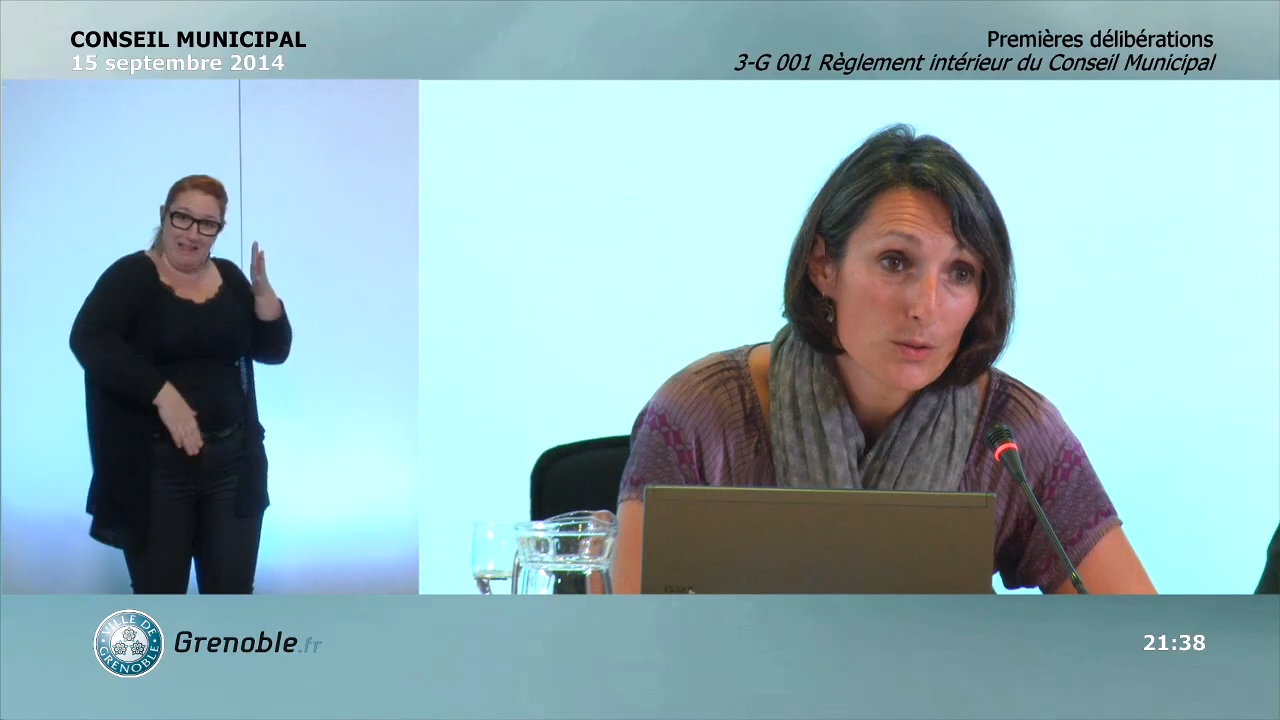 CONSEIL MUNICIPAL
15 septembre 2014
Premières délibérations
3-G 001 Règlement intérieur du Conseil Municipal
VILLE DE GRENOBLE
Grenoble.fr
21:38